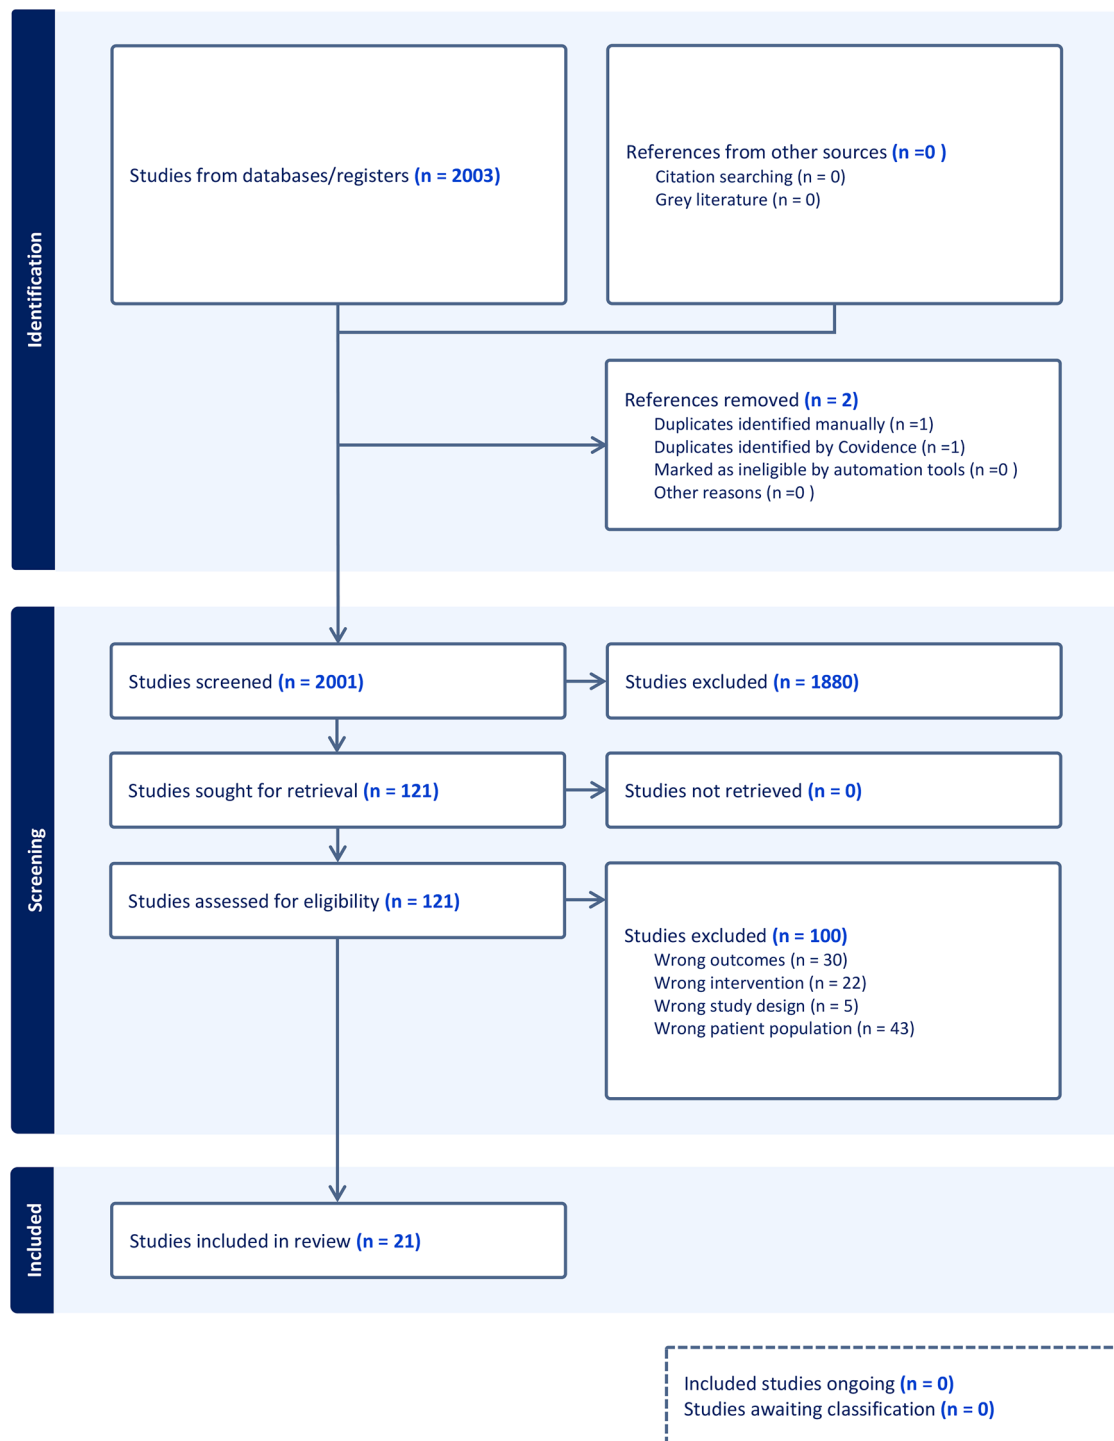 Identification
Studies from databases/registers (n = 2003)
References from other sources (n =0 )
Citation searching (n = 0)
Grey literature (n = 0)
References removed (n = 2)
Duplicates identified manually (n =1)
Duplicates identified by Covidence (n =1)
Marked as ineligible by automation tools (n =0 )
Other reasons (n =0 )
Screening
Studies screened (n = 2001)
Studies excluded (n = 1880)
Studies sought for retrieval (n = 121)
Studies not retrieved (n = 0)
Studies assessed for eligibility (n = 121)
Studies excluded (n = 100)
Wrong outcomes (n = 30)
Wrong intervention (n = 22)
Wrong study design (n = 5)
Wrong patient population (n = 43)
Included
Studies included in review (n = 21)
Included studies ongoing (n = 0)
Studies awaiting classification (n = 0)